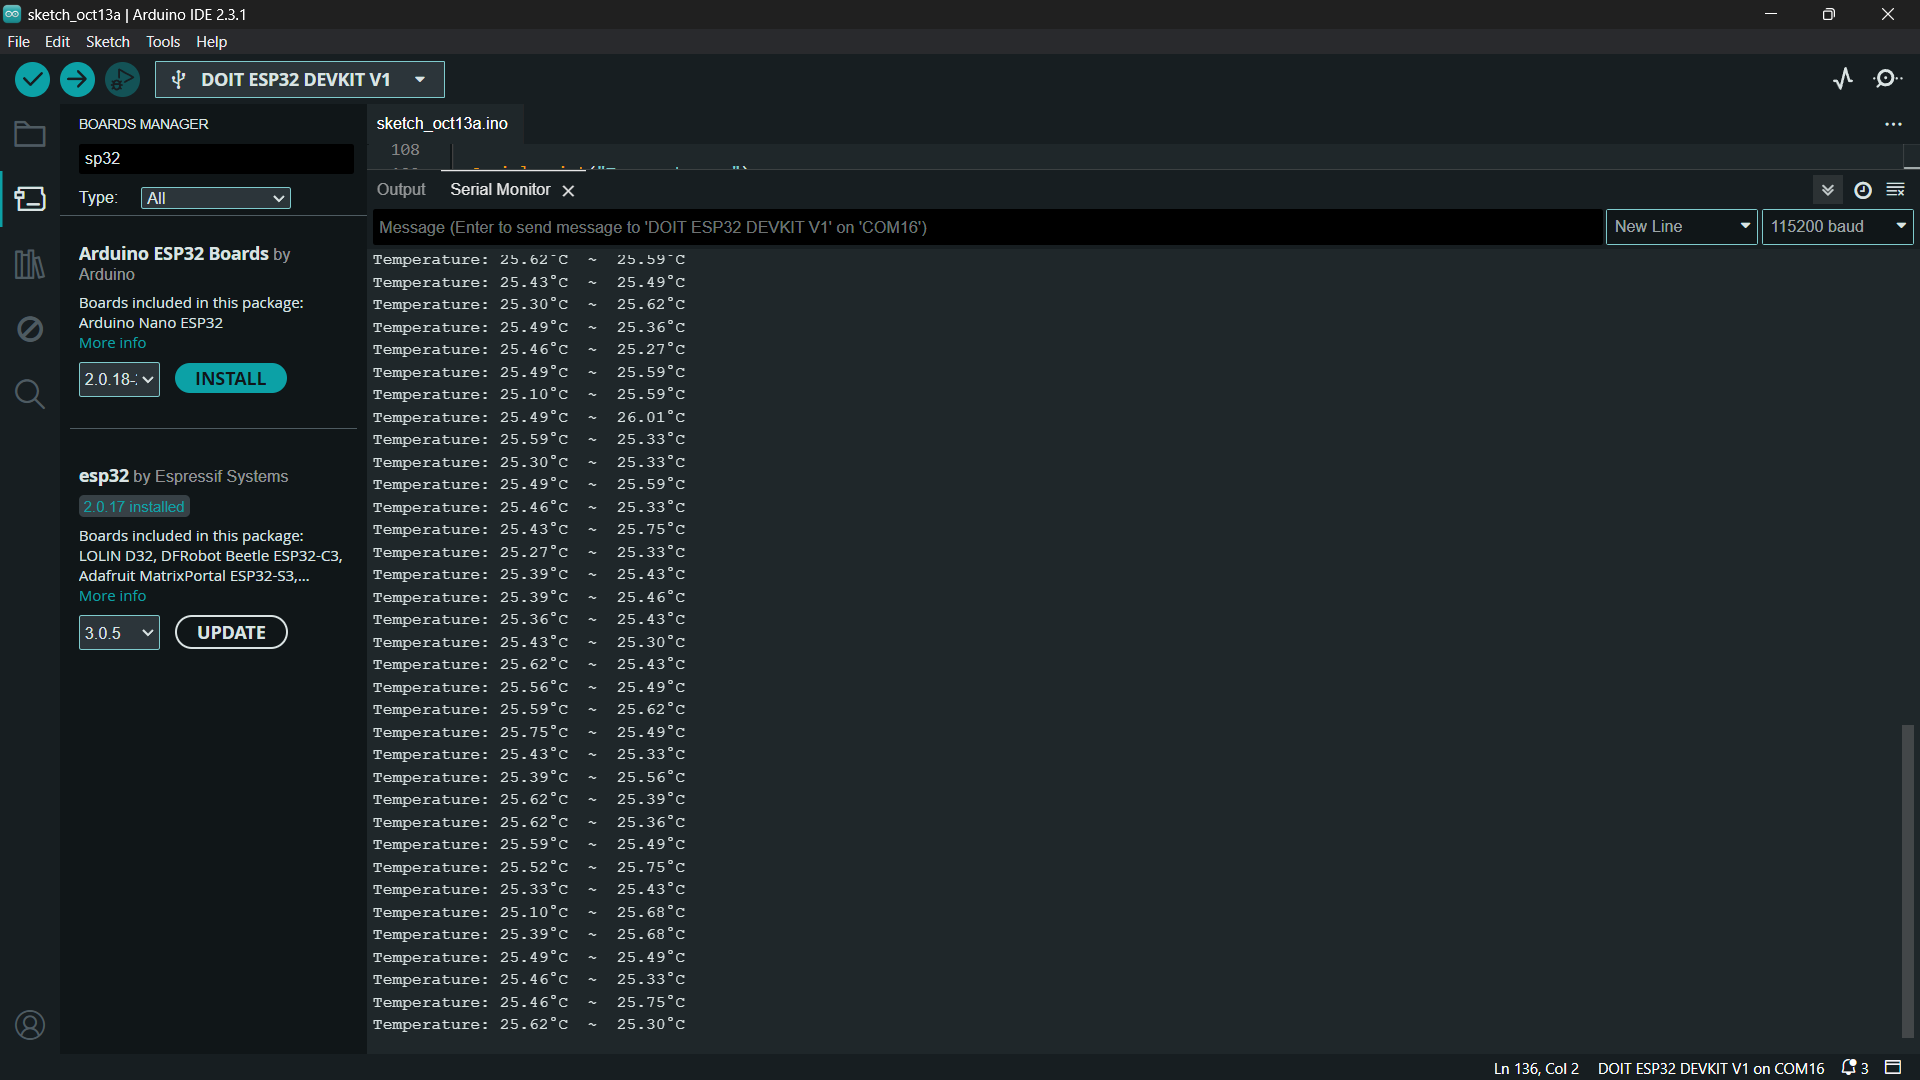 sketch_oct13a | Arduino IDE 2.3.1
File Edit Sketch Tools Help
DOIT ESP32 DEVKIT V1
BOARDS MANAGER
sp32
Type: All
Arduino ESP32 Boards by
Arduino
Boards included in this package:
Arduino Nano ESP32
More info
2.0.18-: INSTALL
esp32 by Espressif Systems
2.0.17 installed
Boards included in this package:
LOLIN D32, DFRobot Beetle ESP32-C3,
Adafruit MatrixPortal ESP32-S3,...
More info
3.0.5 UPDATE
sketch_oct13a.ino
108
Output Serial Monitor
Message (Enter to send message to 'DOIT ESP32 DEVKIT V1' on 'COM16')
New Line 115200 baud
Temperature: 25.62°C ~ 25.59°C
Temperature: 25.43°C ~ 25.49°C
Temperature: 25.30°C ~ 25.62°C
Temperature: 25.49°C ~ 25.36°C
Temperature: 25.46°C ~ 25.27°C
Temperature: 25.49°C ~ 25.59°C
Temperature: 25.10°C ~ 25.59°C
Temperature: 25.49°C ~ 26.01°C
Temperature: 25.59°C ~ 25.33°C
Temperature: 25.30°C ~ 25.33°C
Temperature: 25.49°C ~ 25.59°C
Temperature: 25.46°C ~ 25.33°C
Temperature: 25.43°C ~ 25.75°C
Temperature: 25.27°C ~ 25.33°C
Temperature: 25.39°C ~ 25.43°C
Temperature: 25.39°C ~ 25.46°C
Temperature: 25.36°C ~ 25.43°C
Temperature: 25.43°C ~ 25.30°C
Temperature: 25.62°C ~ 25.43°C
Temperature: 25.56°C ~ 25.49°C
Temperature: 25.59°C ~ 25.62°C
Temperature: 25.75°C ~ 25.49°C
Temperature: 25.43°C ~ 25.33°C
Temperature: 25.39°C ~ 25.56°C
Temperature: 25.62°C ~ 25.39°C
Temperature: 25.62°C ~ 25.36°C
Temperature: 25.59°C ~ 25.49°C
Temperature: 25.52°C ~ 25.75°C
Temperature: 25.33°C ~ 25.43°C
Temperature: 25.10°C ~ 25.68°C
Temperature: 25.39°C ~ 25.68°C
Temperature: 25.49°C ~ 25.49°C
Temperature: 25.46°C ~ 25.33°C
Temperature: 25.46°C ~ 25.75°C
Temperature: 25.62°C ~ 25.30°C
Ln 136, Col 2 DOIT ESP32 DEVKIT V1 on COM16 3